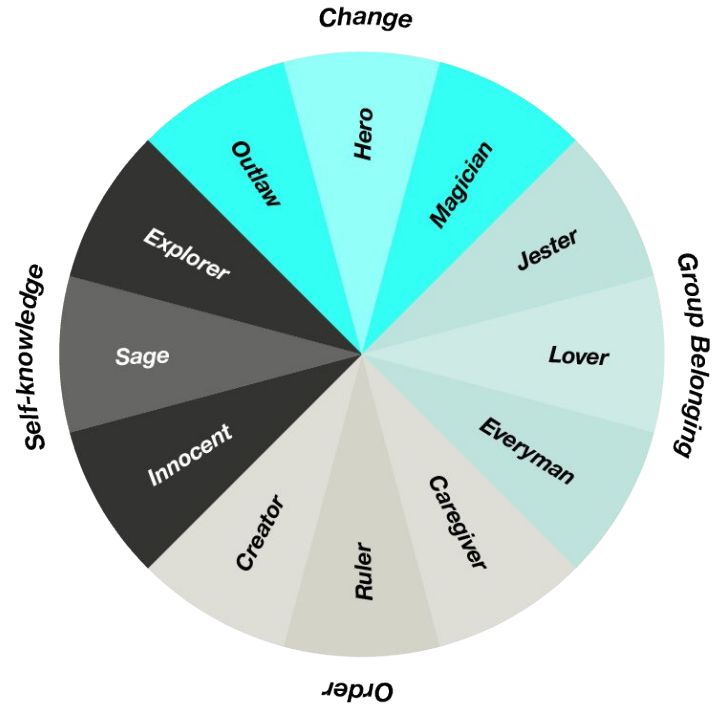 Change
Hero
Magician
Jester
Lover
Everyman
Caregiver
Ruler
Creator
Innocent
Sage
Explorer
Outlaw
Group Belonging
Order
Self-knowledge